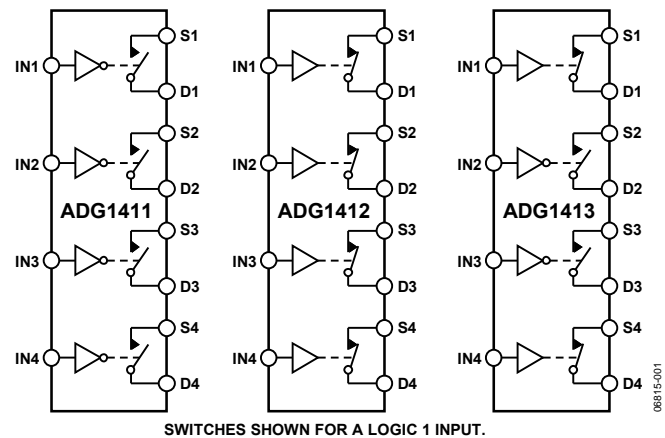 S1
IN1
D1
S2
IN2
D2
ADG1411
S3
IN3
D3
S4
IN4
D4
S1
IN1
D1
S2
IN2
D2
ADG1412
S3
IN3
D3
S4
IN4
D4
S1
IN1
D1
S2
IN2
D2
ADG1413
S3
IN3
D3
S4
IN4
D4
06815-001
SWITCHES SHOWN FOR A LOGIC 1 INPUT.